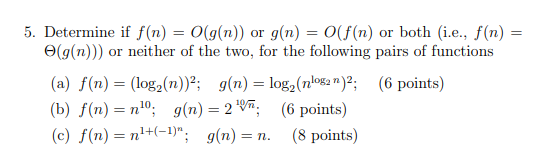 5. Determine if f(n) = O(g(n)) or g(n) = O(f(n) or both (i.e., f(n) =
Θ(g(n))) or neither of the two, for the following pairs of functions
(a) f(n) = (log₂(n))²; g(n) = log₂(n^{log₂ n})²; (6 points)
(b) f(n) = n¹⁰; g(n) = 2^{\sqrt[10]{n}}; (6 points)
(c) f(n) = n^{1+(−1)ⁿ}; g(n) = n. (8 points)